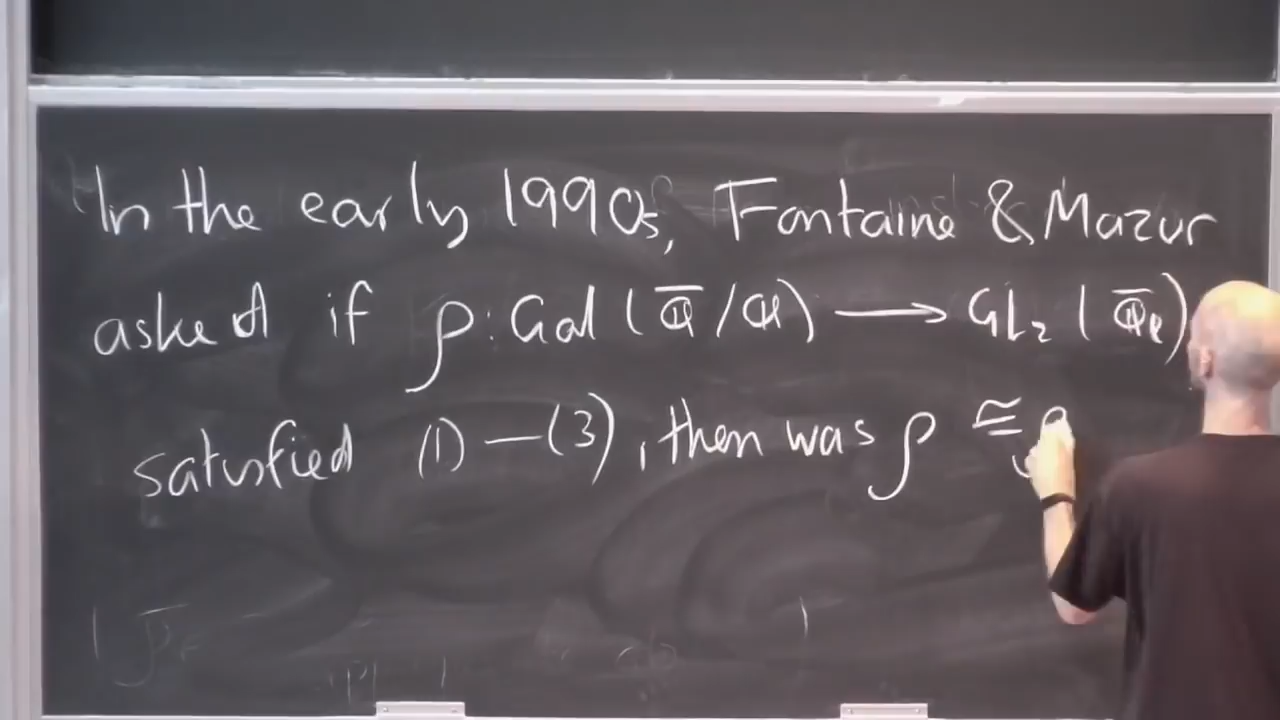 In the early 1990s, Fontaine & Mazur
asked if ρ: Gal(ℚ̅/ℚ) ⟶ GL₂(ℚ̅ₗ)
satisfied (1)—(3), then was ρ ≅ ρ